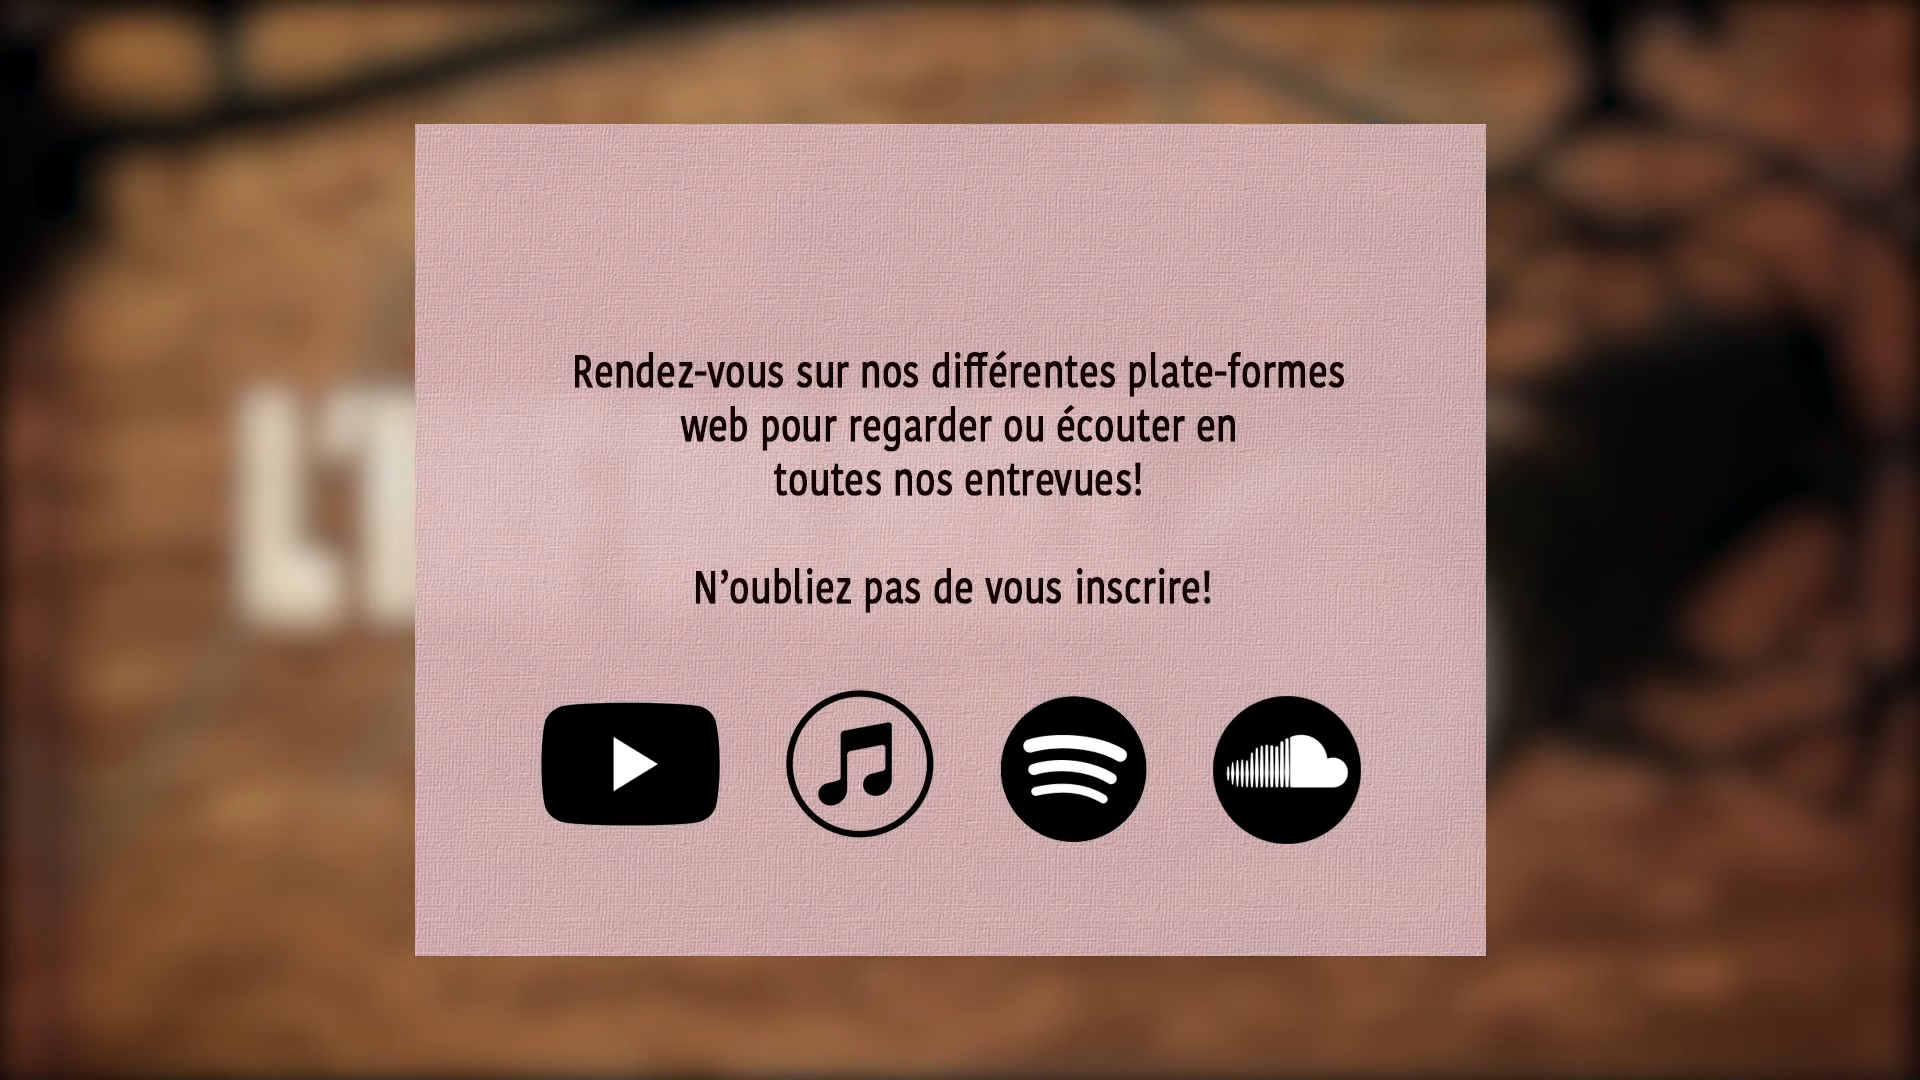 Rendez-vous sur nos différentes plate-formes
web pour regarder ou écouter en
toutes nos entrevues!
N’oubliez pas de vous inscrire!